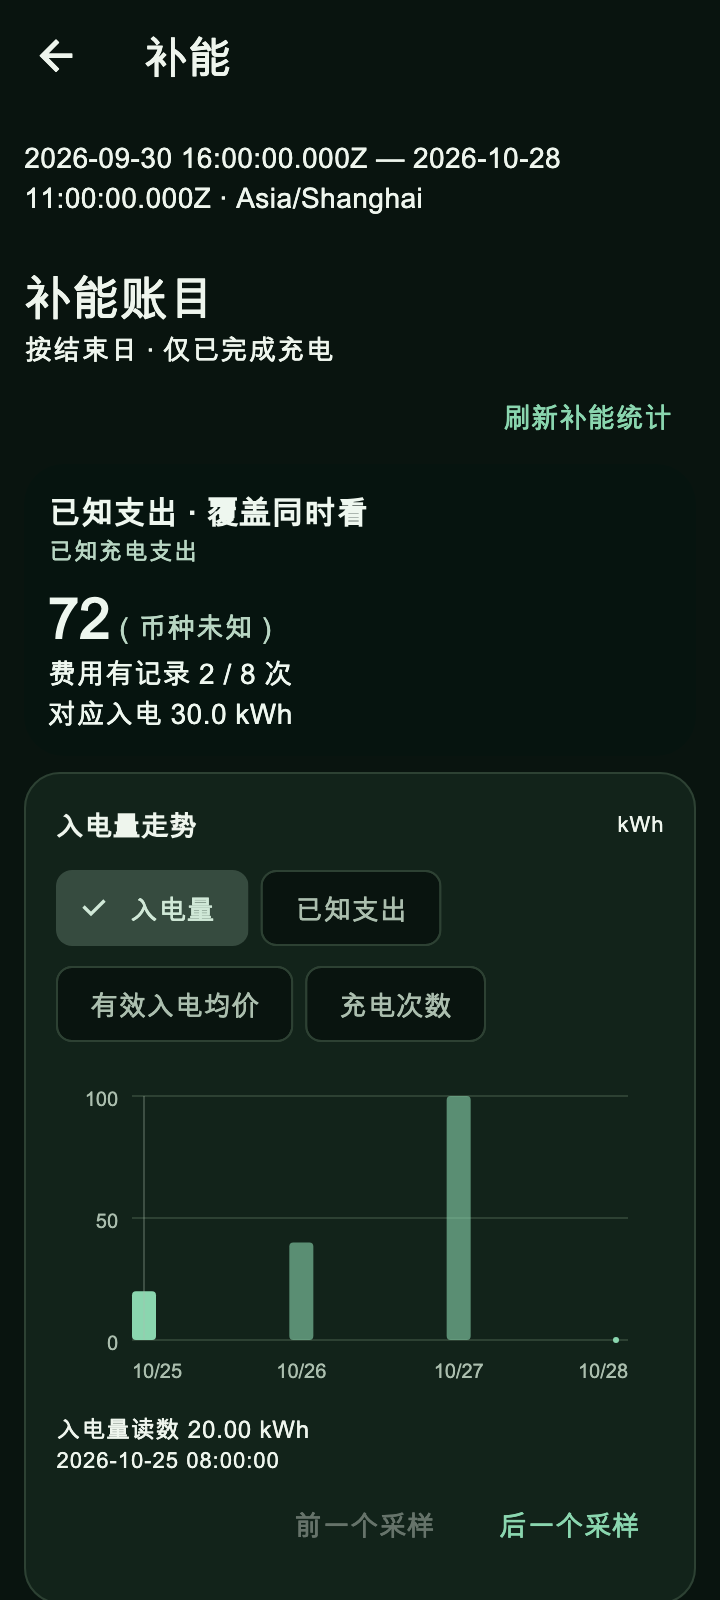 补能
2026-09-30 16:00:00.000Z — 2026-10-28
11:00:00.000Z · Asia/Shanghai
补能账目
按结束日 · 仅已完成充电
刷新补能统计
已知支出 · 覆盖同时看
已知充电支出
72 ( 币种未知 )
费用有记录 2 / 8 次
对应入电 30.0 kWh
入电量走势 kWh
入电量 已知支出
有效入电均价 充电次数
100
50
0
10/25 10/26 10/27 10/28
入电量读数 20.00 kWh
2026-10-25 08:00:00
前一个采样 后一个采样